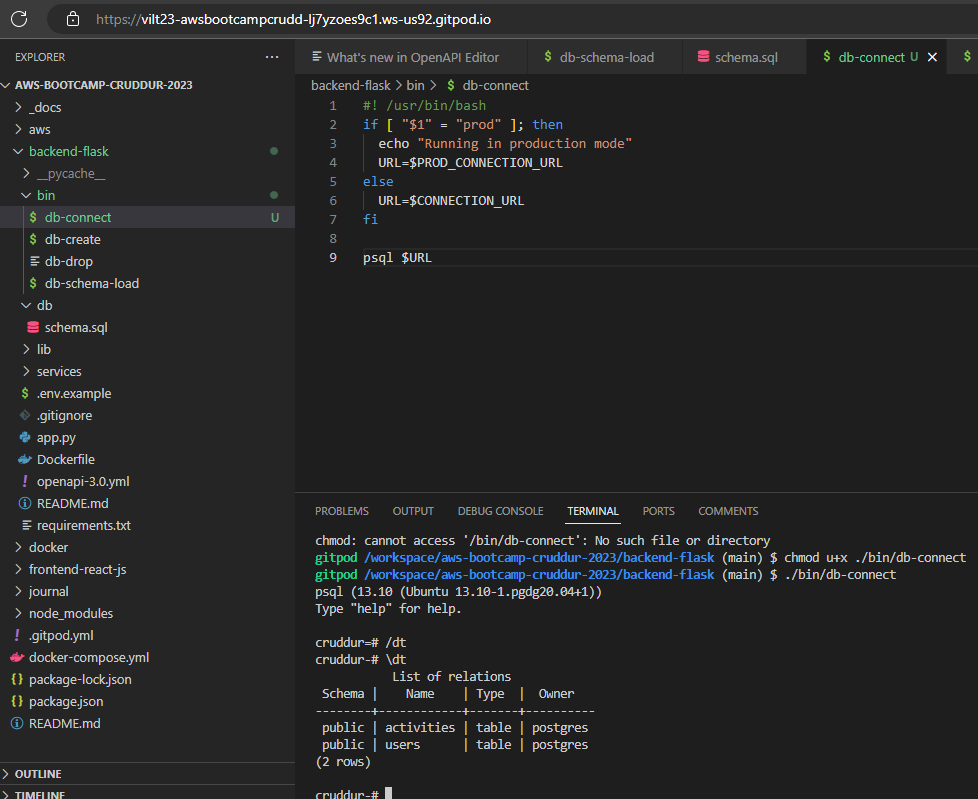 https://vilt23-awsbootcampcrudd-lj7yzoes9c1.ws-us92.gitpod.io
EXPLORER
AWS-BOOTCAMP-CRUDDUR-2023
_docs
aws
backend-flask
__pycache__
bin
db-connect U
db-create
db-drop
db-schema-load
db
schema.sql
lib
services
.env.example
.gitignore
app.py
Dockerfile
openapi-3.0.yml
README.md
requirements.txt
docker
frontend-react-js
journal
node_modules
.gitpod.yml
docker-compose.yml
package-lock.json
package.json
README.md
OUTLINE
TIMELINE
What's new in OpenAPI Editor
db-schema-load
schema.sql
db-connect U
backend-flask > bin > $ db-connect
1 #! /usr/bin/bash
2 if [ "$1" = "prod" ]; then
3 echo "Running in production mode"
4 URL=$PROD_CONNECTION_URL
5 else
6 URL=$CONNECTION_URL
7 fi
8
9 psql $URL
PROBLEMS OUTPUT DEBUG CONSOLE TERMINAL PORTS COMMENTS
chmod: cannot access '/bin/db-connect': No such file or directory
gitpod /workspace/aws-bootcamp-cruddur-2023/backend-flask (main) $ chmod u+x ./bin/db-connect
gitpod /workspace/aws-bootcamp-cruddur-2023/backend-flask (main) $ ./bin/db-connect
psql (13.10 (Ubuntu 13.10-1.pgdg20.04+1))
Type "help" for help.
cruddur=# /dt
cruddur-# \dt
List of relations
Schema | Name | Type | Owner
--------+------------+-------+----------
public | activities | table | postgres
public | users | table | postgres
(2 rows)
cruddur-#